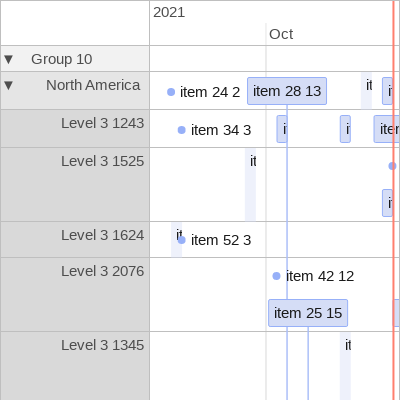 2021
Oct
▼ Group 10
▼ North America
item 24 2
item 28 13
it
i
Level 3 1243
item 34 3
i
i
iter
Level 3 1525
it
i
Level 3 1624
it
item 52 3
Level 3 2076
item 42 12
item 25 15
Level 3 1345
it